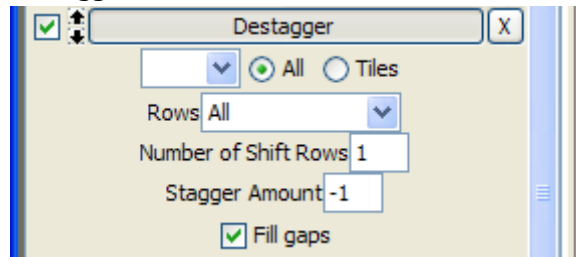 Destagger X
All Tiles
Rows All
Number of Shift Rows 1
Stagger Amount -1
Fill gaps